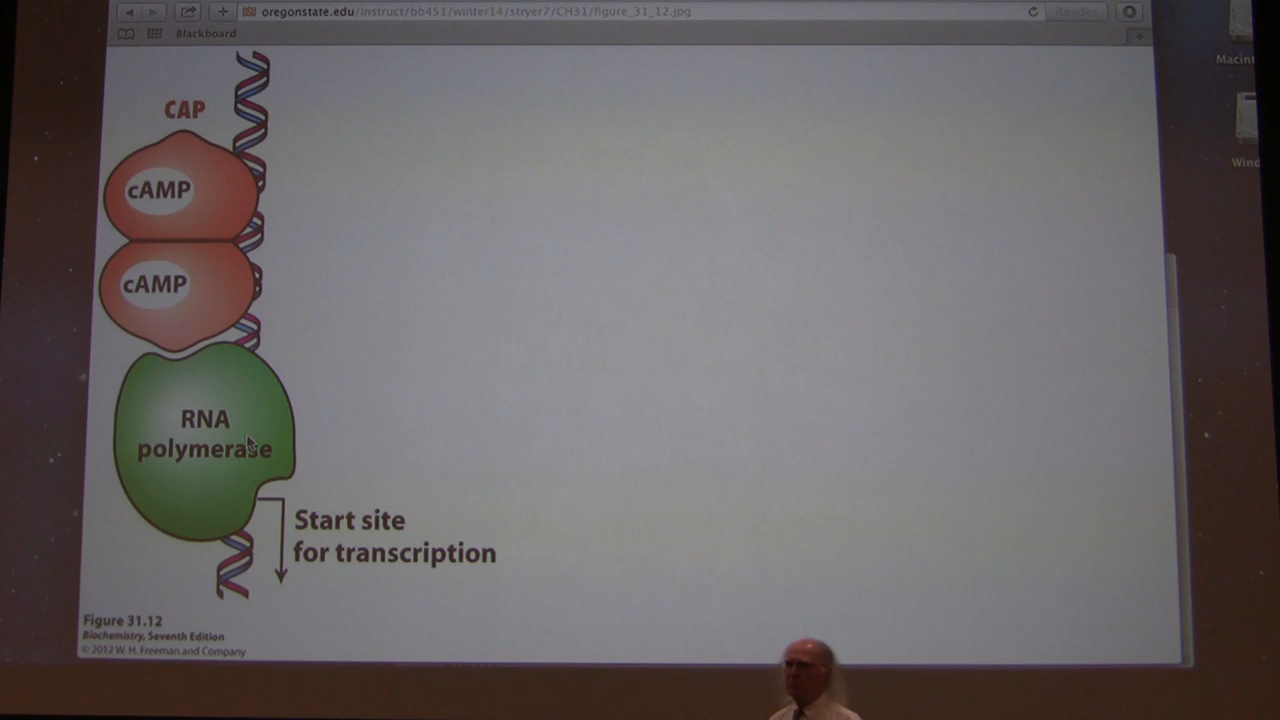 oregonstate.edu/instruct/bb451/winter14/stryer7/CH31/figure_31_12.jpg
Reader
Blackboard
Macint
Wind
CAP
cAMP
cAMP
RNA
polymerase
Start site
for transcription
Figure 31.12
Biochemistry, Seventh Edition
© 2012 W. H. Freeman and Company